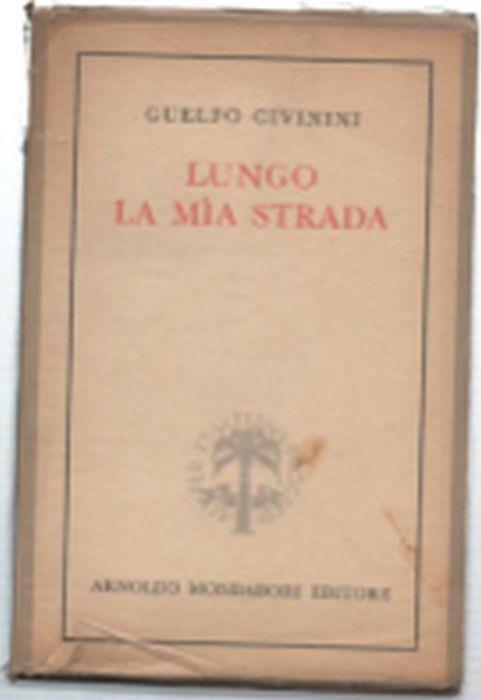 GUELFO CIVININI
LUNGO
LA MÌA STRADA
ARNOLDO MONDADORI EDITORE